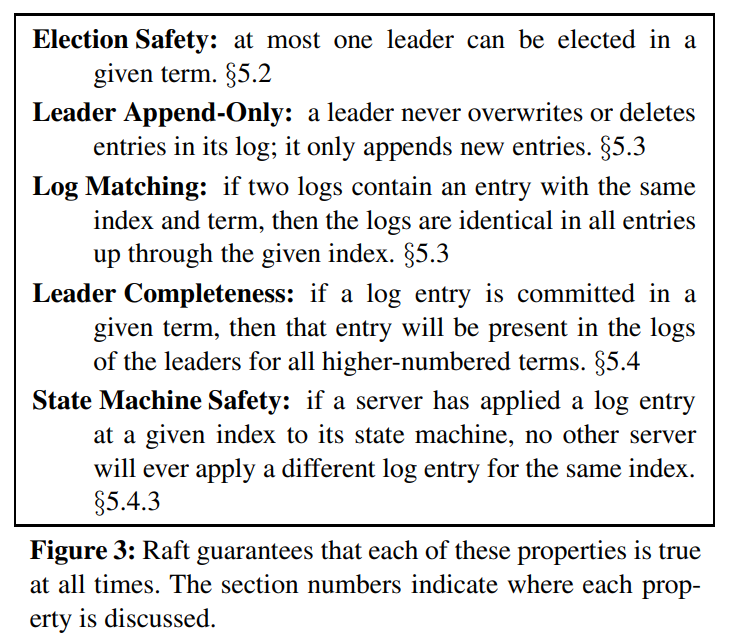 Election Safety: at most one leader can be elected in a
given term. §5.2
Leader Append-Only: a leader never overwrites or deletes
entries in its log; it only appends new entries. §5.3
Log Matching: if two logs contain an entry with the same
index and term, then the logs are identical in all entries
up through the given index. §5.3
Leader Completeness: if a log entry is committed in a
given term, then that entry will be present in the logs
of the leaders for all higher-numbered terms. §5.4
State Machine Safety: if a server has applied a log entry
at a given index to its state machine, no other server
will ever apply a different log entry for the same index.
§5.4.3
Figure 3: Raft guarantees that each of these properties is true
at all times. The section numbers indicate where each prop-
erty is discussed.